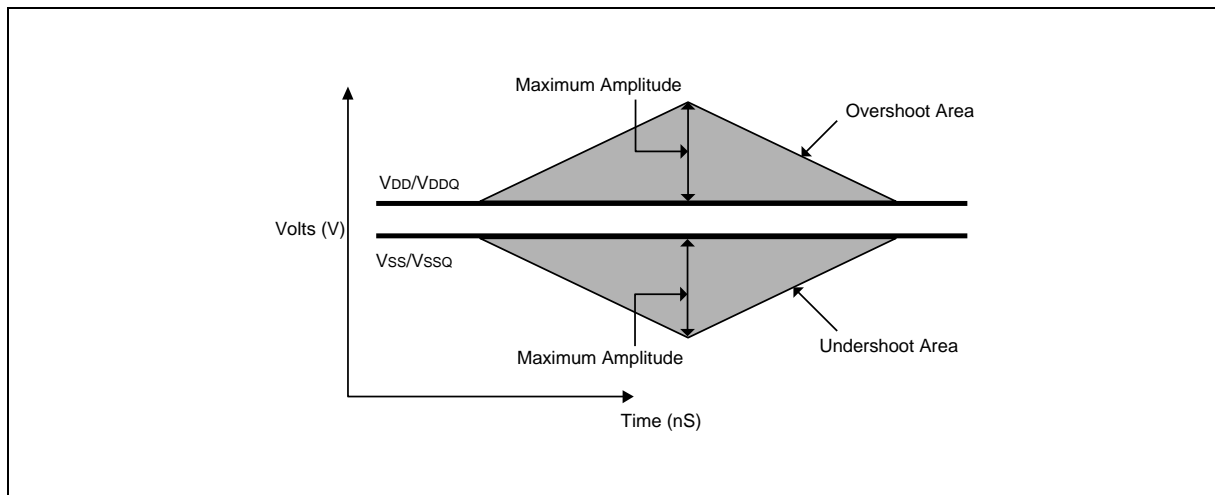 Maximum Amplitude
Overshoot Area
VDD/VDDQ
Volts (V)
VSS/VSSQ
Undershoot Area
Maximum Amplitude
Time (nS)